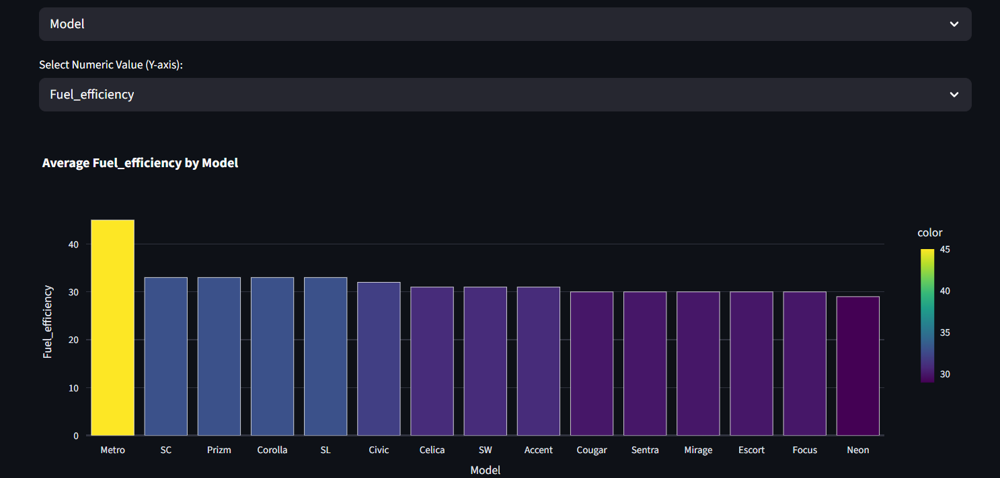 Model
Select Numeric Value (Y-axis):
Fuel_efficiency
Average Fuel_efficiency by Model
color
45
40
35
30
Fuel_efficiency
40
30
20
10
0
Metro SC Prizm Corolla SL Civic Celica SW Accent Cougar Sentra Mirage Escort Focus Neon
Model